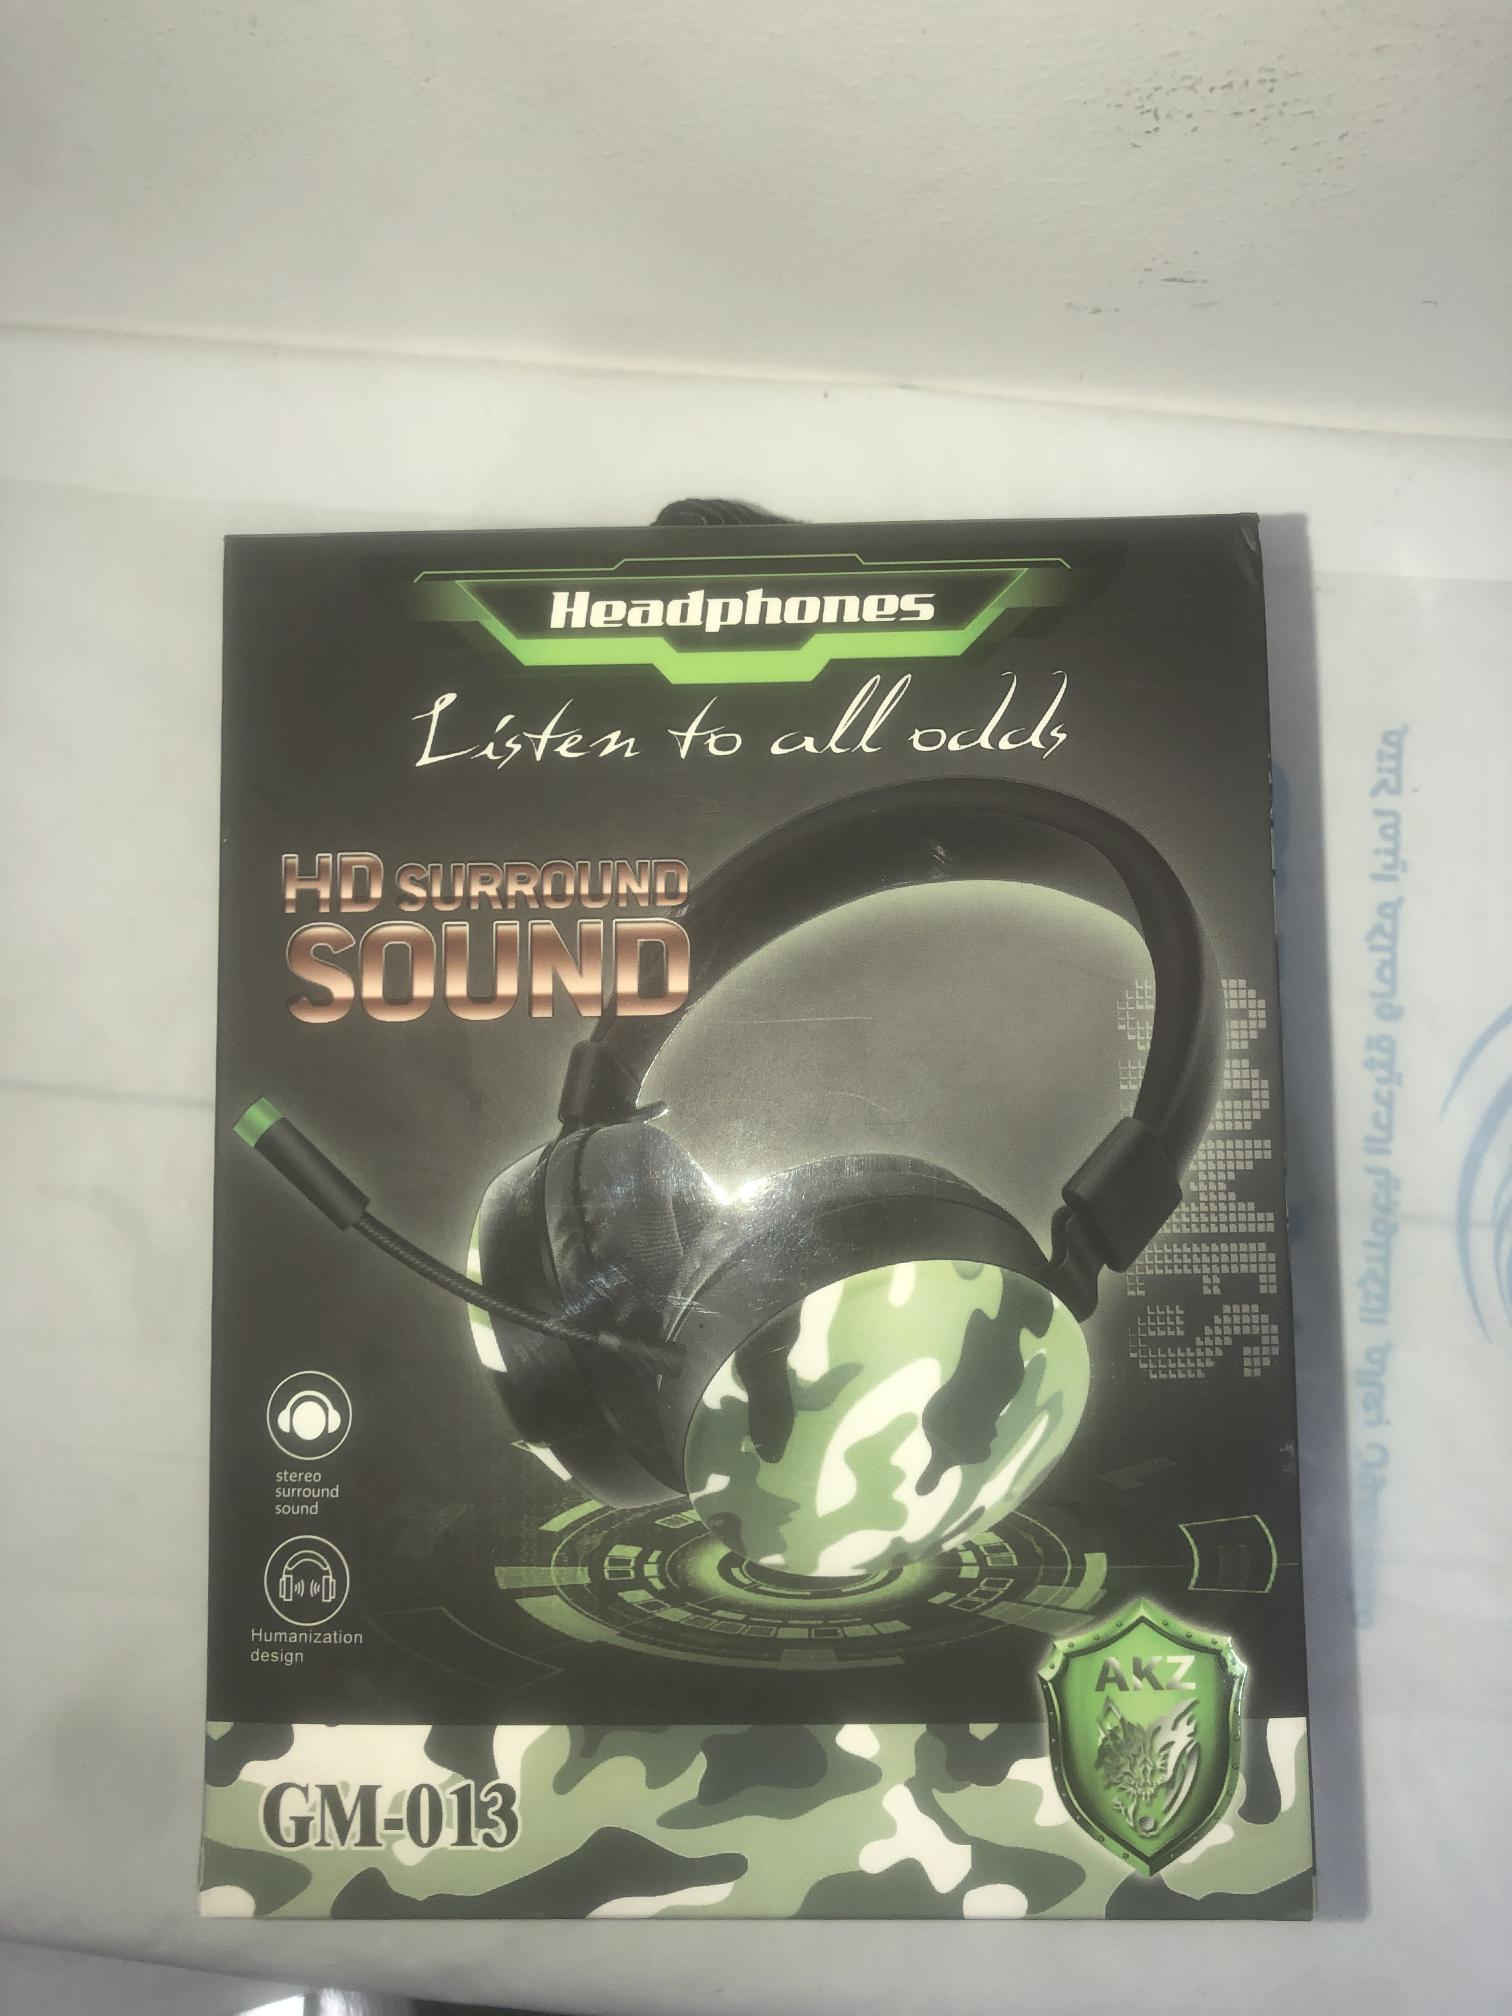 Headphones
Listen to all odds
HD SURROUND
SOUND
stereo
surround
sound
Humanization
design
AKZ
GM-013